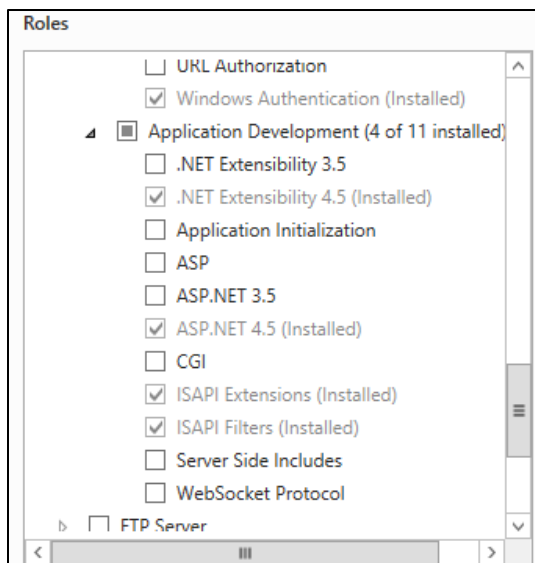 Roles
URL Authorization
Windows Authentication (Installed)
Application Development (4 of 11 installed)
.NET Extensibility 3.5
.NET Extensibility 4.5 (Installed)
Application Initialization
ASP
ASP.NET 3.5
ASP.NET 4.5 (Installed)
CGI
ISAPI Extensions (Installed)
ISAPI Filters (Installed)
Server Side Includes
WebSocket Protocol
FTP Server